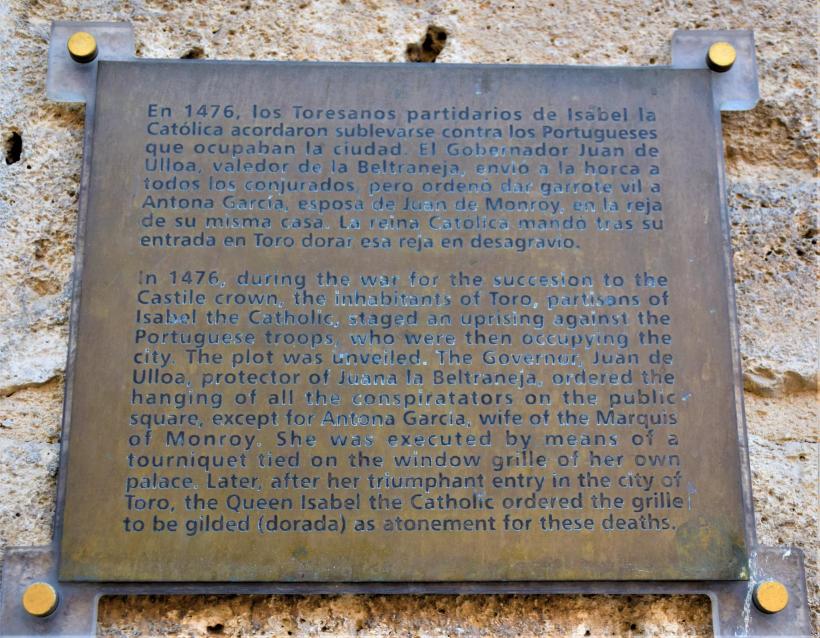 En 1476, los Toresanos partidarios de Isabel la
Católica acordaron sublevarse contra los Portugueses
que ocupaban la ciudad. El Gobernador Juan de
Ulloa, valedor de la Beltraneja, envió a la horca a
todos los conjurados, pero ordenó dar garrote vil a
Antona García, esposa de Juan de Monroy, en la reja
de su misma casa. La reina Católica mandó tras su
entrada en Toro dorar esa reja en desagravio.
In 1476, during the war for the succesion to the
Castile crown, the inhabitants of Toro, partisans of
Isabel the Catholic, staged an uprising against the
Portuguese troops, who were then occupying the
city. The plot was unveiled. The Governor, Juan de
Ulloa, protector of Juana la Beltraneja, ordered the
hanging of all the conspiratators on the public
square, except for Antona García, wife of the Marquis
of Monroy. She was executed by means of a
tourniquet tied on the window grille of her own
palace. Later, after her triumphant entry in the city of
Toro, the Queen Isabel the Catholic ordered the grille
to be gilded (dorada) as atonement for these deaths.